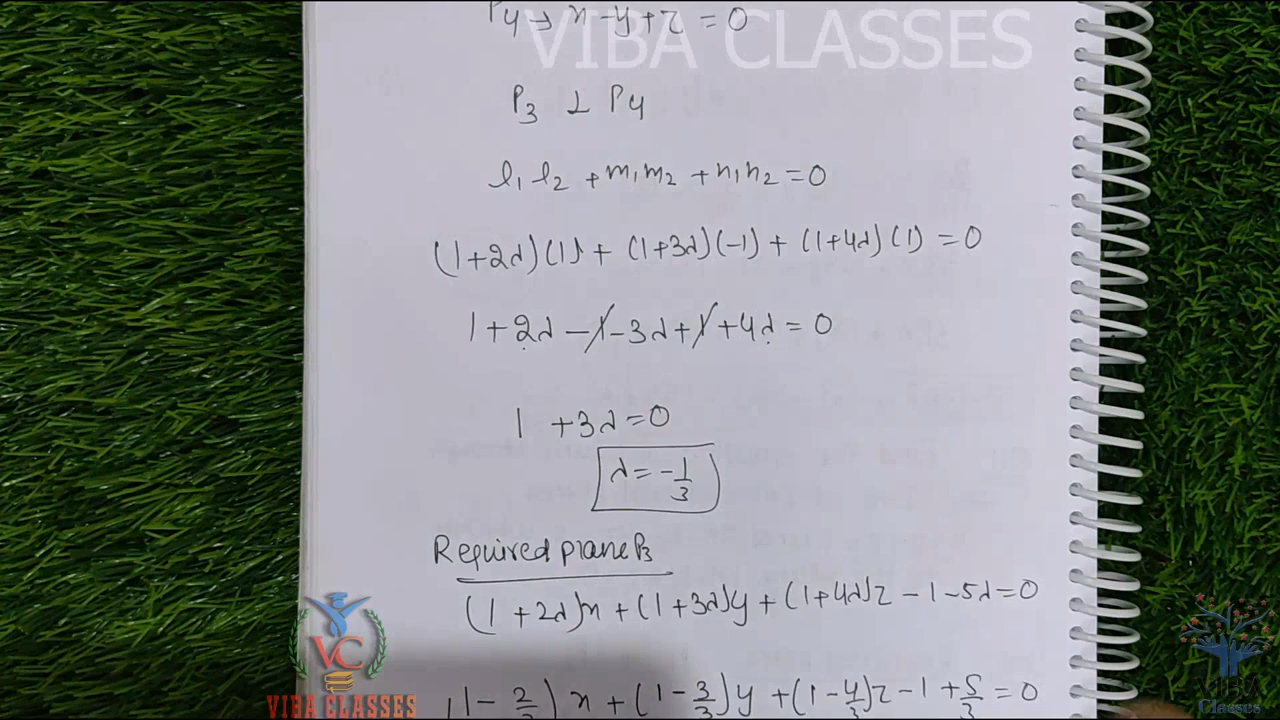 P4 → x - y + z = 0
VIBA CLASSES
P3 ⊥ P4
l1 l2 + m1m2 + n1n2 = 0
(1+2λ)(1) + (1+3λ)(-1) + (1+4λ)(1) = 0
1 + 2λ - 1 - 3λ + 1 + 4λ = 0
1 + 3λ = 0
λ = -1/3
Required plane P3
(1 + 2λ)x + (1 + 3λ)y + (1+4λ)z - 1 - 5λ = 0
(1 - 2/3) x + (1 - 3/3)y + (1 - 4/3)z - 1 + 5/3 = 0
VC
VIBA CLASSES
VIBA
Classes